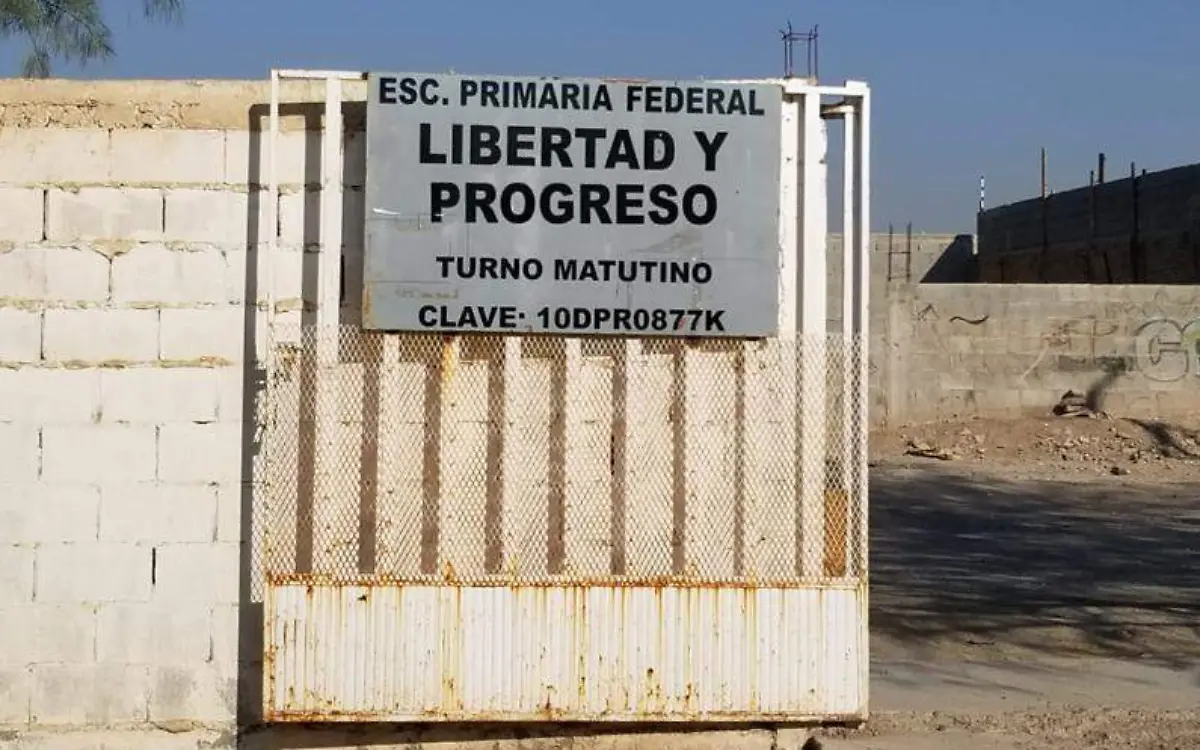 ESC. PRIMARIA FEDERAL
LIBERTAD Y
PROGRESO
TURNO MATUTINO
CLAVE: 10DPR0877K